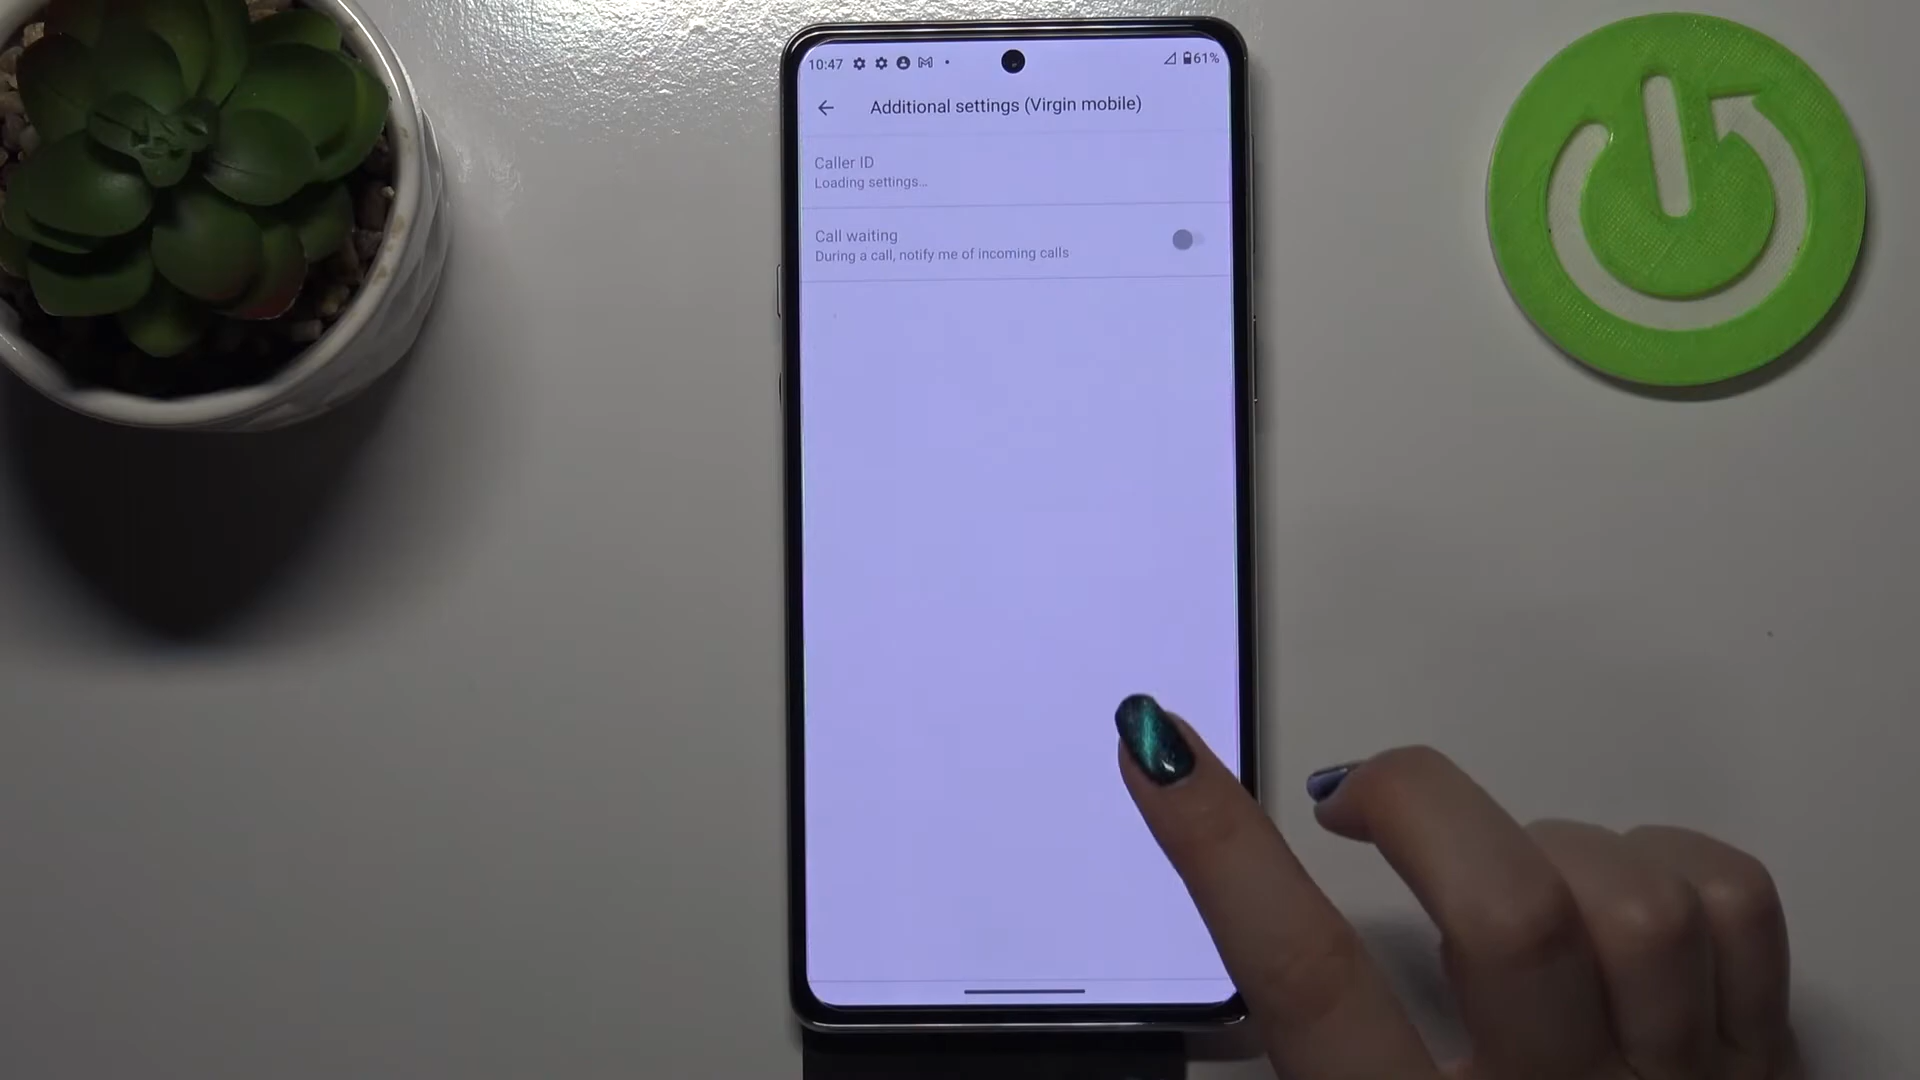 10:47
61%
Additional settings (Virgin mobile)
Caller ID
Loading settings...
Call waiting
During a call, notify me of incoming calls